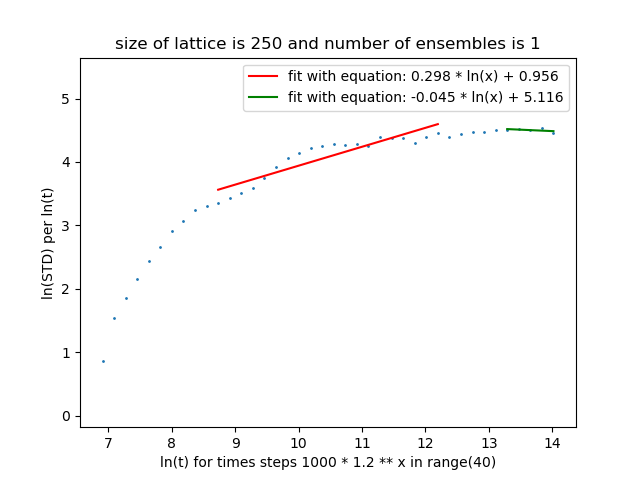 size of lattice is 250 and number of ensembles is 1
fit with equation: 0.298 * ln(x) + 0.956
fit with equation: -0.045 * ln(x) + 5.116
ln(STD) per ln(t)
5
4
3
2
1
0
7 8 9 10 11 12 13 14
ln(t) for times steps 1000 * 1.2 ** x in range(40)